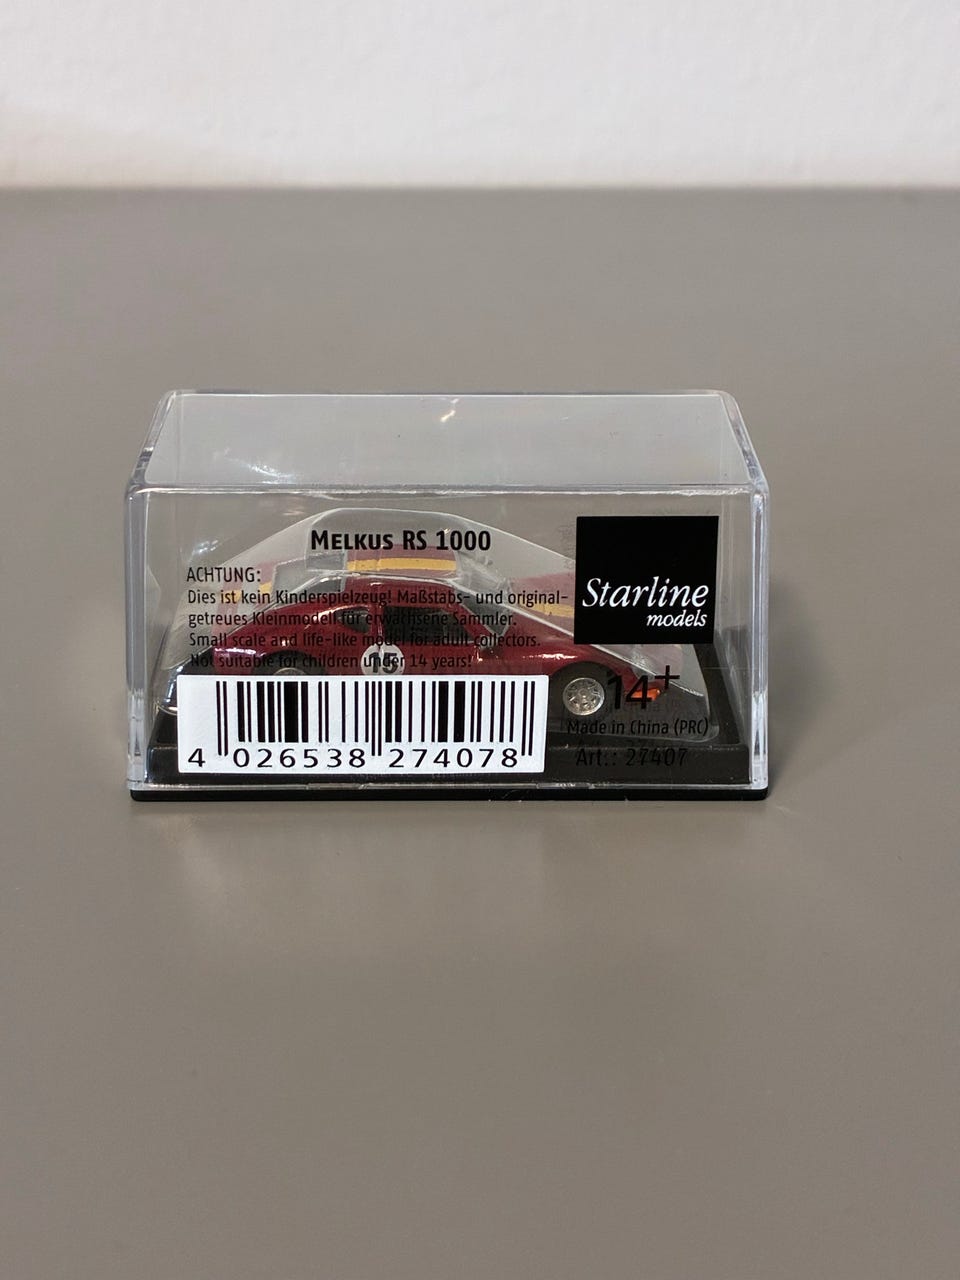 MELKUS RS 1000
ACHTUNG:
Dies ist kein Kinderspielzeug! Maßstabs- und original-
getreues Kleinmodell für erwachsene Sammler.
Small scale and life-like model for adult collectors.
Not suitable for children under 14 years!
15
4 026538 274078
Starline
models
14+
Made in China (PRC)
Art.: 27407